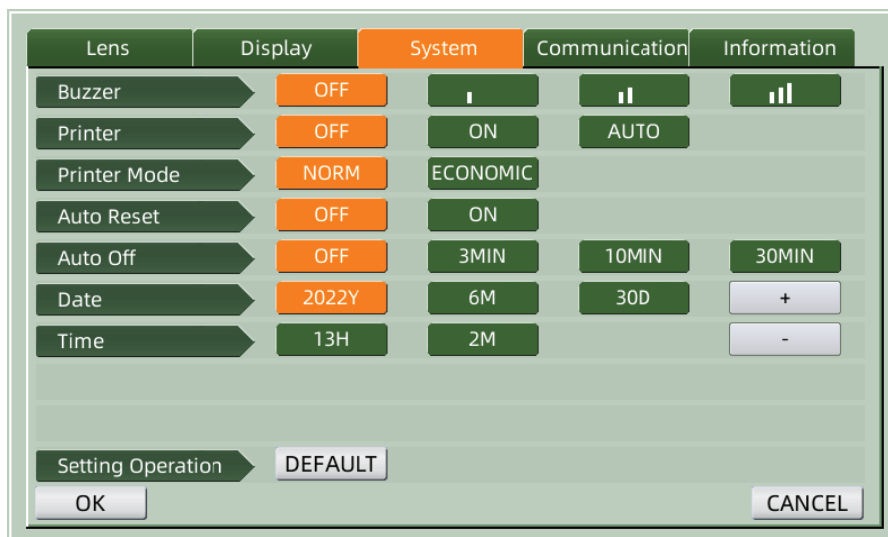 Lens Display System Communication Information
Buzzer OFF
Printer OFF ON AUTO
Printer Mode NORM ECONOMIC
Auto Reset OFF ON
Auto Off OFF 3MIN 10MIN 30MIN
Date 2022Y 6M 30D +
Time 13H 2M -
Setting Operation DEFAULT
OK CANCEL